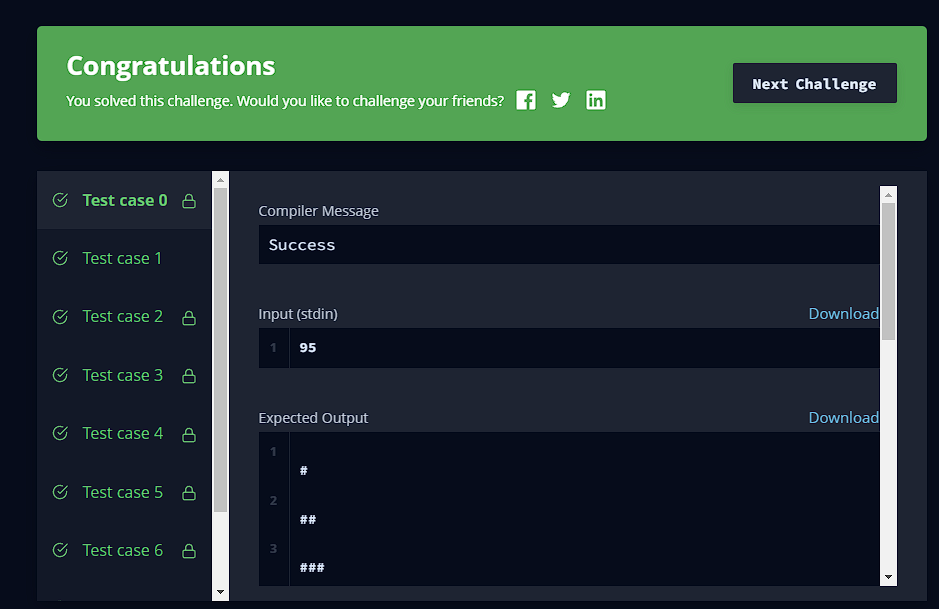 Congratulations
You solved this challenge. Would you like to challenge your friends?
Next Challenge
Test case 0
Test case 1
Test case 2
Test case 3
Test case 4
Test case 5
Test case 6
Compiler Message
Success
Input (stdin)
Download
1 95
Expected Output
Download
1
#
2
##
3
###